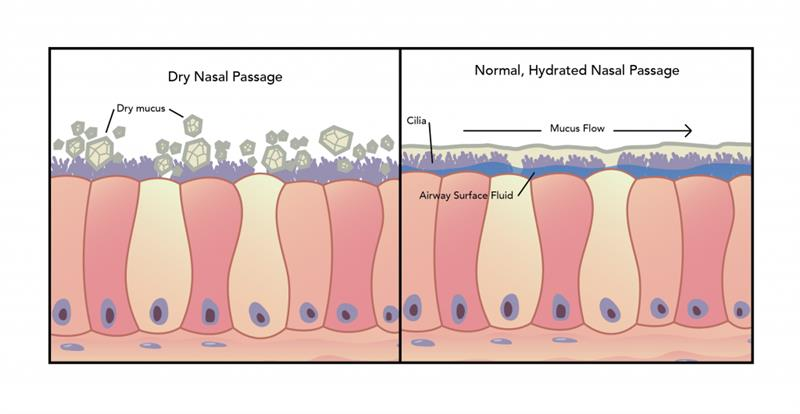 Dry Nasal Passage
Dry mucus
Normal, Hydrated Nasal Passage
Cilia
Mucus Flow
Airway Surface Fluid